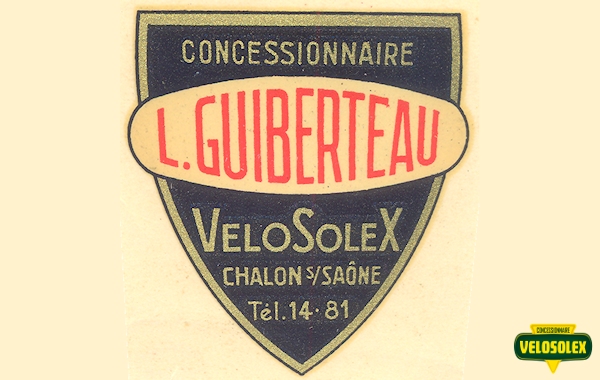 CONCESSIONNAIRE
L. GUIBERTEAU
VELOSOLEX
CHALON S/SAÔNE
Tél. 14·81
CONCESSIONNAIRE
VELOSOLEX